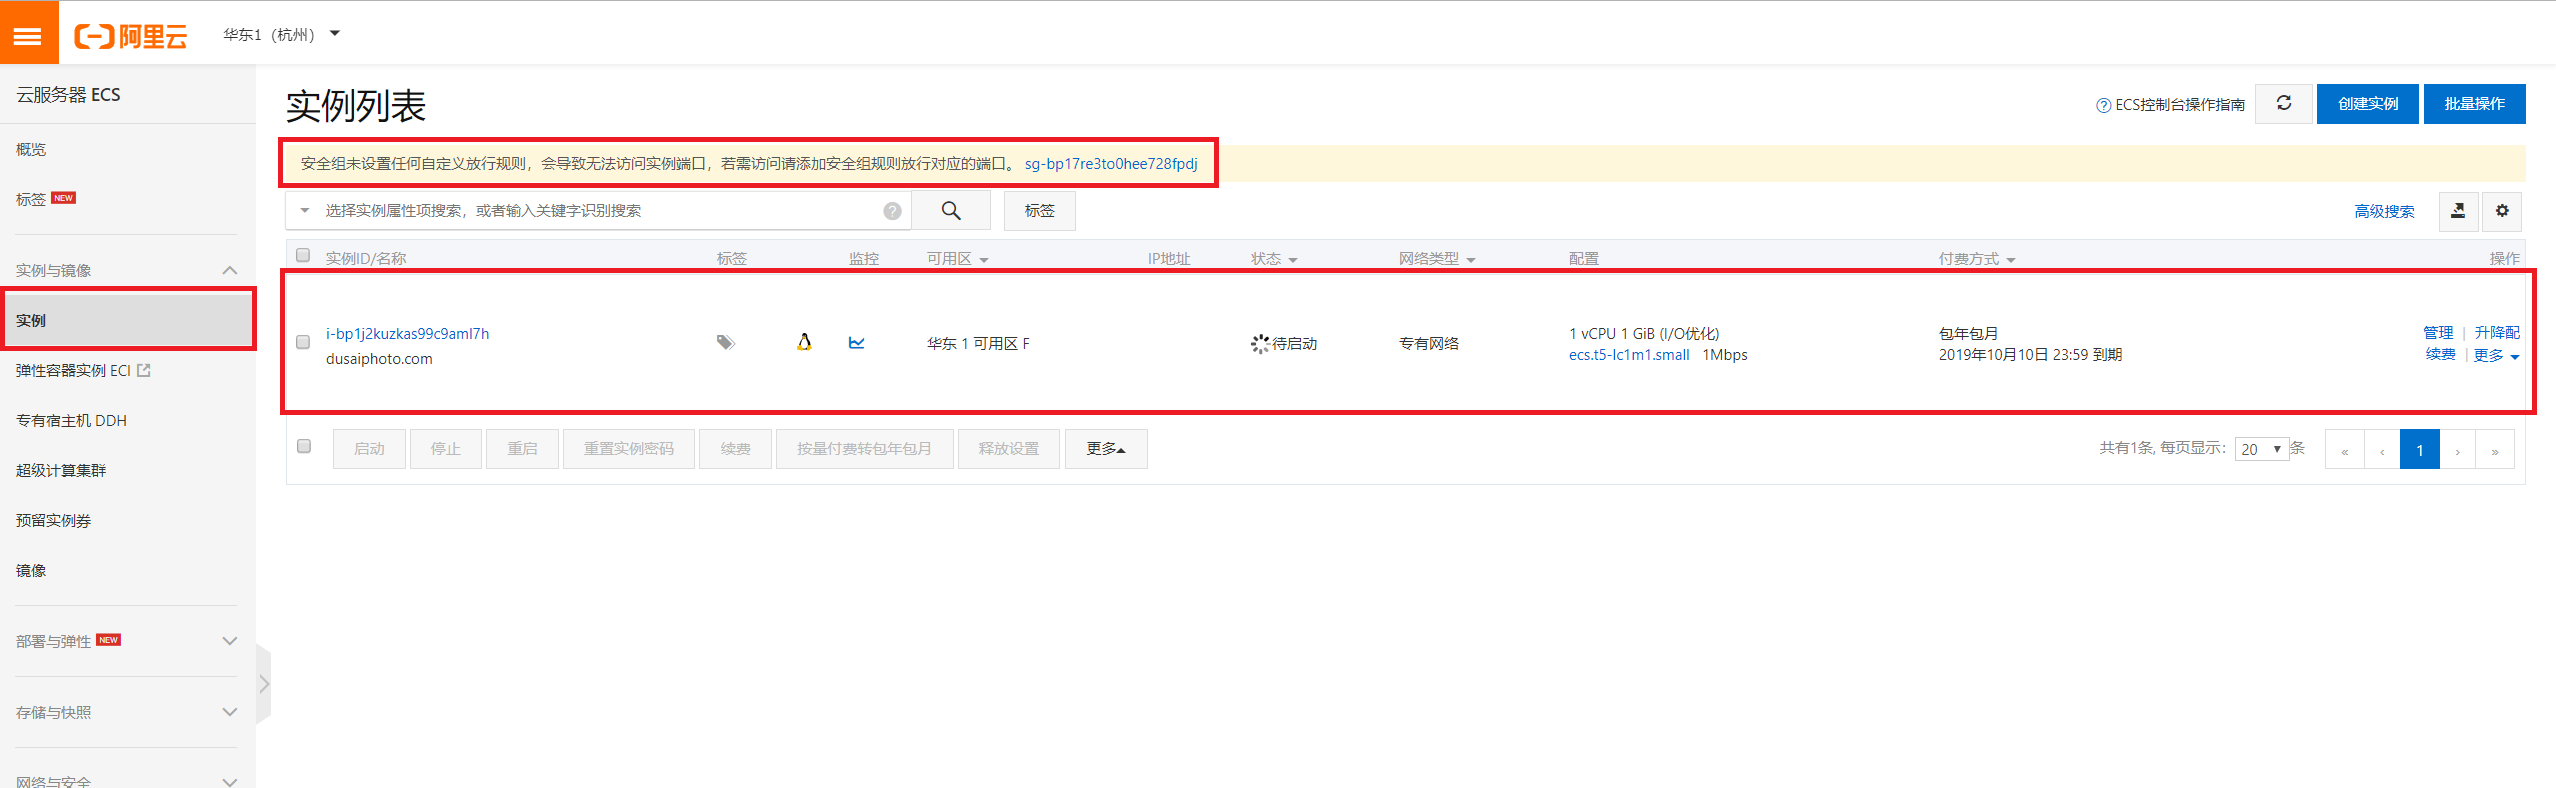 阿里云 华东1（杭州）
云服务器 ECS
概览
标签 NEW
实例与镜像
实例
弹性容器实例 ECI
专有宿主机 DDH
超级计算集群
预留实例券
镜像
部署与弹性 NEW
存储与快照
网络与安全
实例列表
?ECS控制台操作指南 创建实例 批量操作
安全组未设置任何自定义放行规则，会导致无法访问实例端口，若需访问请添加安全组规则放行对应的端口。 sg-bp17re3to0hee728fpdj
选择实例属性项搜索，或者输入关键字识别搜索 ? 标签 高级搜索
实例ID/名称 标签 监控 可用区 IP地址 状态 网络类型 配置 付费方式 操作
i-bp1j2kuzkas99c9aml7h
dusaiphoto.com
华东 1 可用区 F 待启动 专有网络
1 vCPU 1 GiB (I/O优化)
ecs.t5-lc1m1.small 1Mbps
包年包月
2019年10月10日 23:59 到期
管理 | 升降配
续费 | 更多
启动 停止 重启 重置实例密码 续费 按量付费转包年包月 释放设置 更多 共有1条, 每页显示： 20 条 « ‹ 1 › »